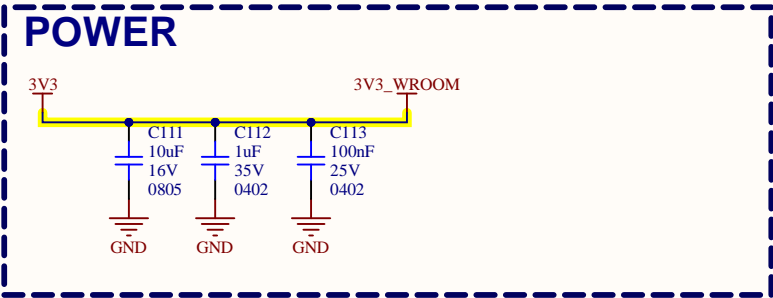 POWER
3V3
3V3_WROOM
C111
10uF
16V
0805
C112
1uF
35V
0402
C113
100nF
25V
0402
GND
GND
GND